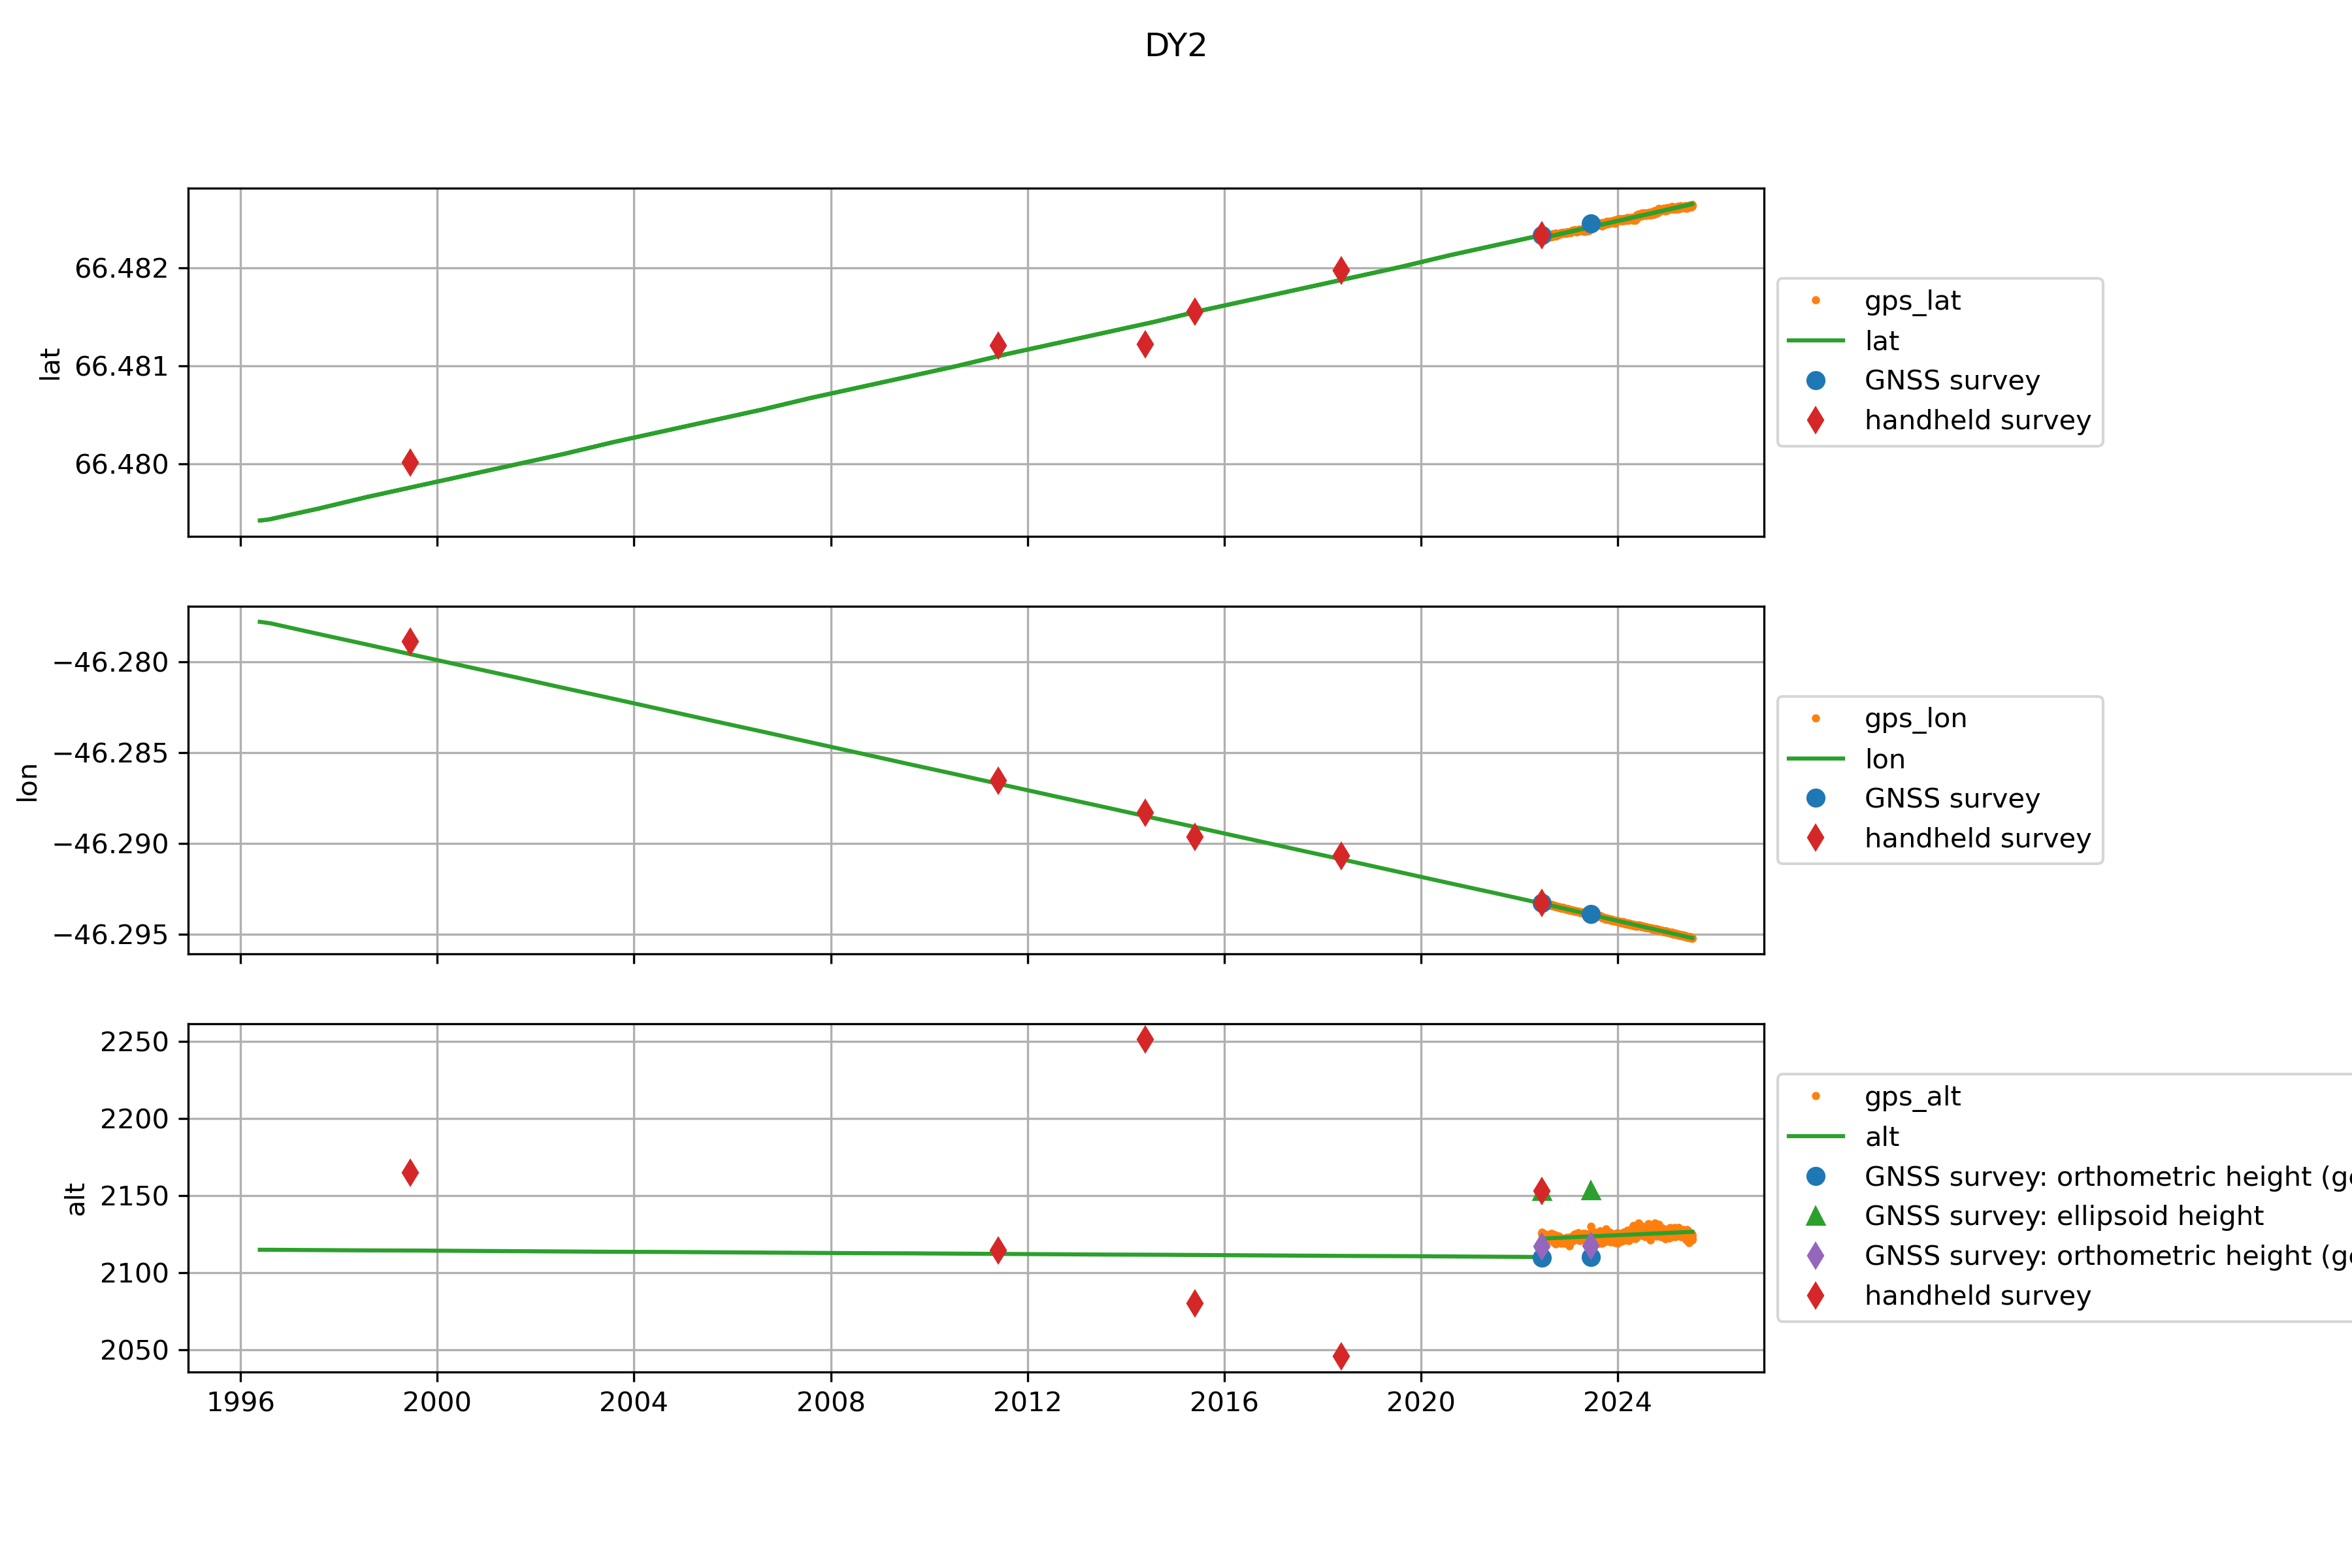 DY2
lat
66.482
66.481
66.480
gps_lat
lat
GNSS survey
handheld survey
lon
−46.280
−46.285
−46.290
−46.295
gps_lon
lon
GNSS survey
handheld survey
alt
2250
2200
2150
2100
2050
1996
2000
2004
2008
2012
2016
2020
2024
gps_alt
alt
GNSS survey: orthometric height
GNSS survey: ellipsoid height
GNSS survey: orthometric height
handheld survey